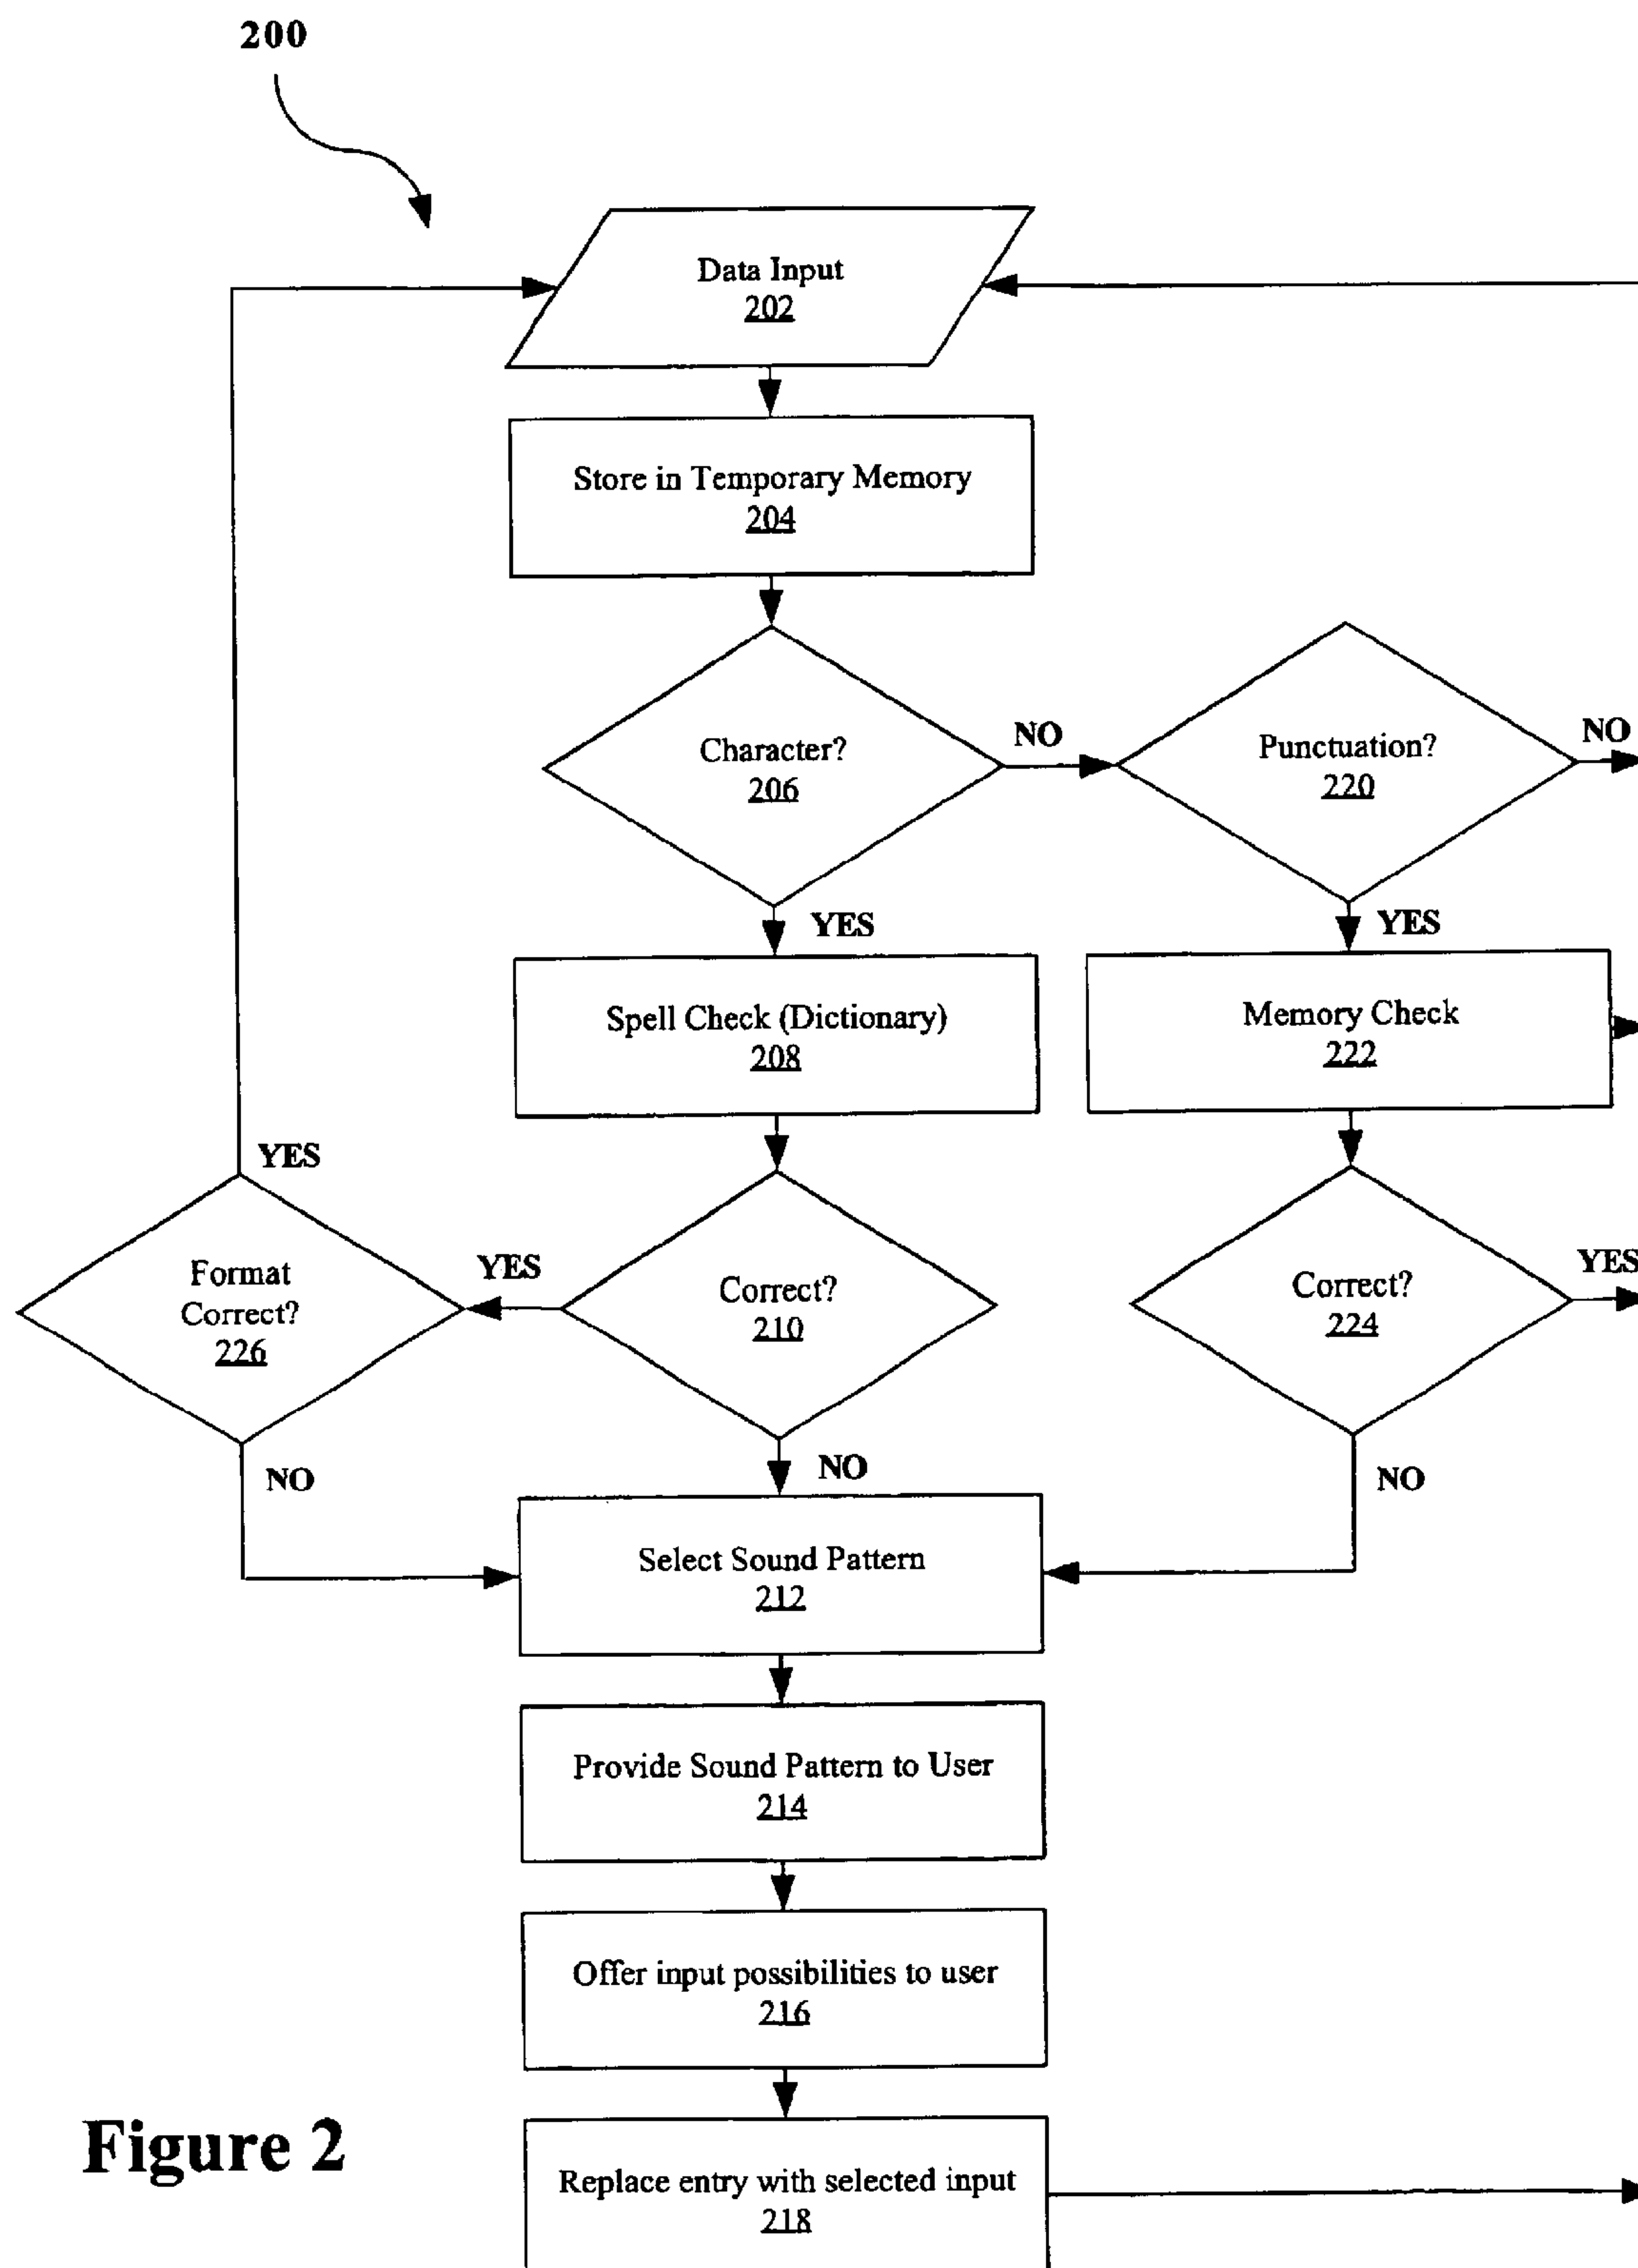 200
Data Input
202
Store in Temporary Memory
204
Character?
206
NO
Punctuation?
220
NO
YES
YES
Spell Check (Dictionary)
208
Memory Check
222
YES
Format
Correct?
226
YES
Correct?
210
Correct?
224
YES
NO
NO
NO
Select Sound Pattern
212
Provide Sound Pattern to User
214
Offer input possibilities to user
216
Replace entry with selected input
218
Figure 2